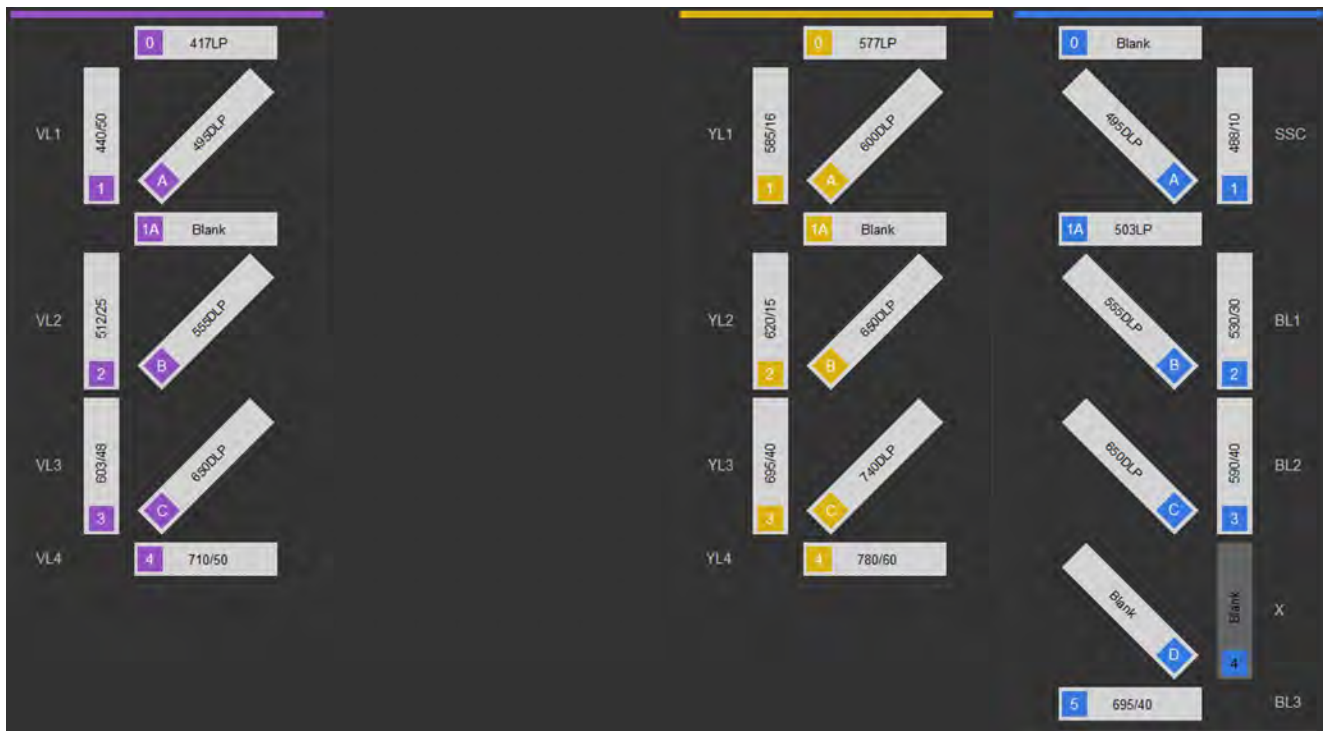 0 417LP
VL1 440/50 1 495DLP A
1A Blank
VL2 512/25 2 555DLP B
VL3 603/48 3 650DLP C
VL4 4 710/50
0 577LP
YL1 585/16 1 600DLP A
1A Blank
YL2 620/15 2 650DLP B
YL3 695/40 3 740DLP C
YL4 4 780/60
0 Blank
495DLP A 488/10 1 SSC
1A 503LP
555DLP B 530/30 2 BL1
650DLP C 590/40 3 BL2
Blank D Blank 4 X
5 695/40 BL3